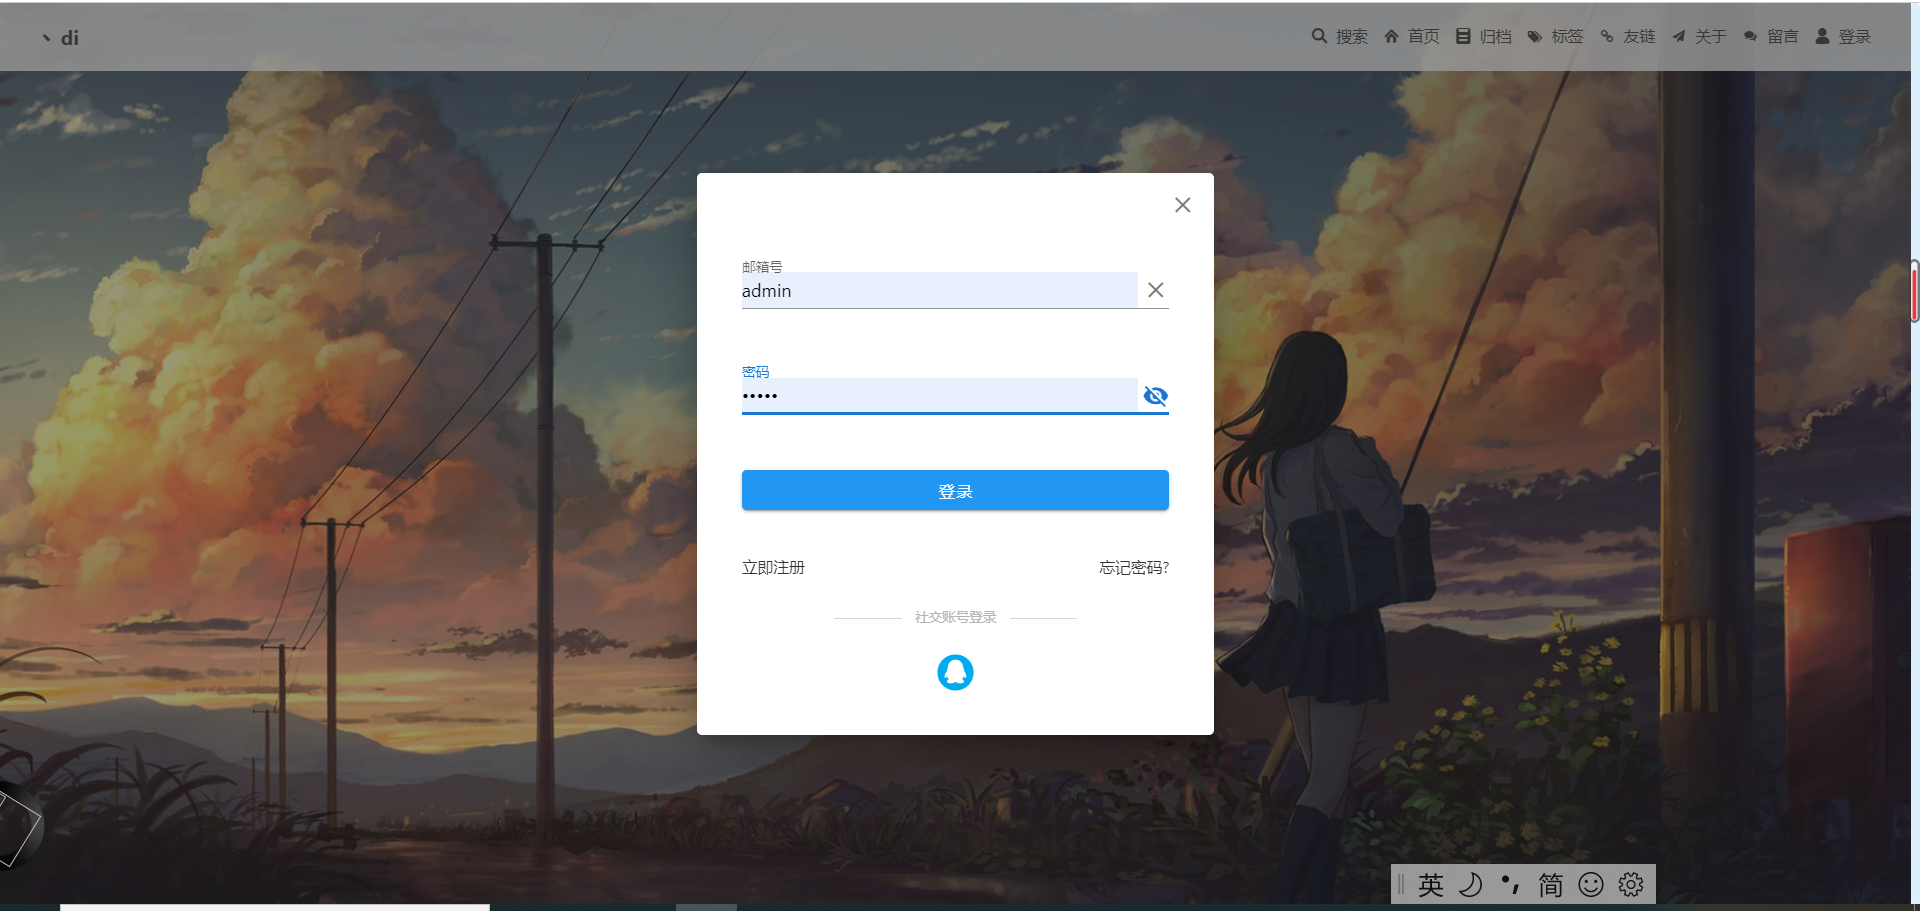 丶 di
搜索 首页 归档 标签 友链 关于 留言 登录
邮箱号
admin
密码
•••••
登录
立即注册 忘记密码?
社交账号登录
英 简